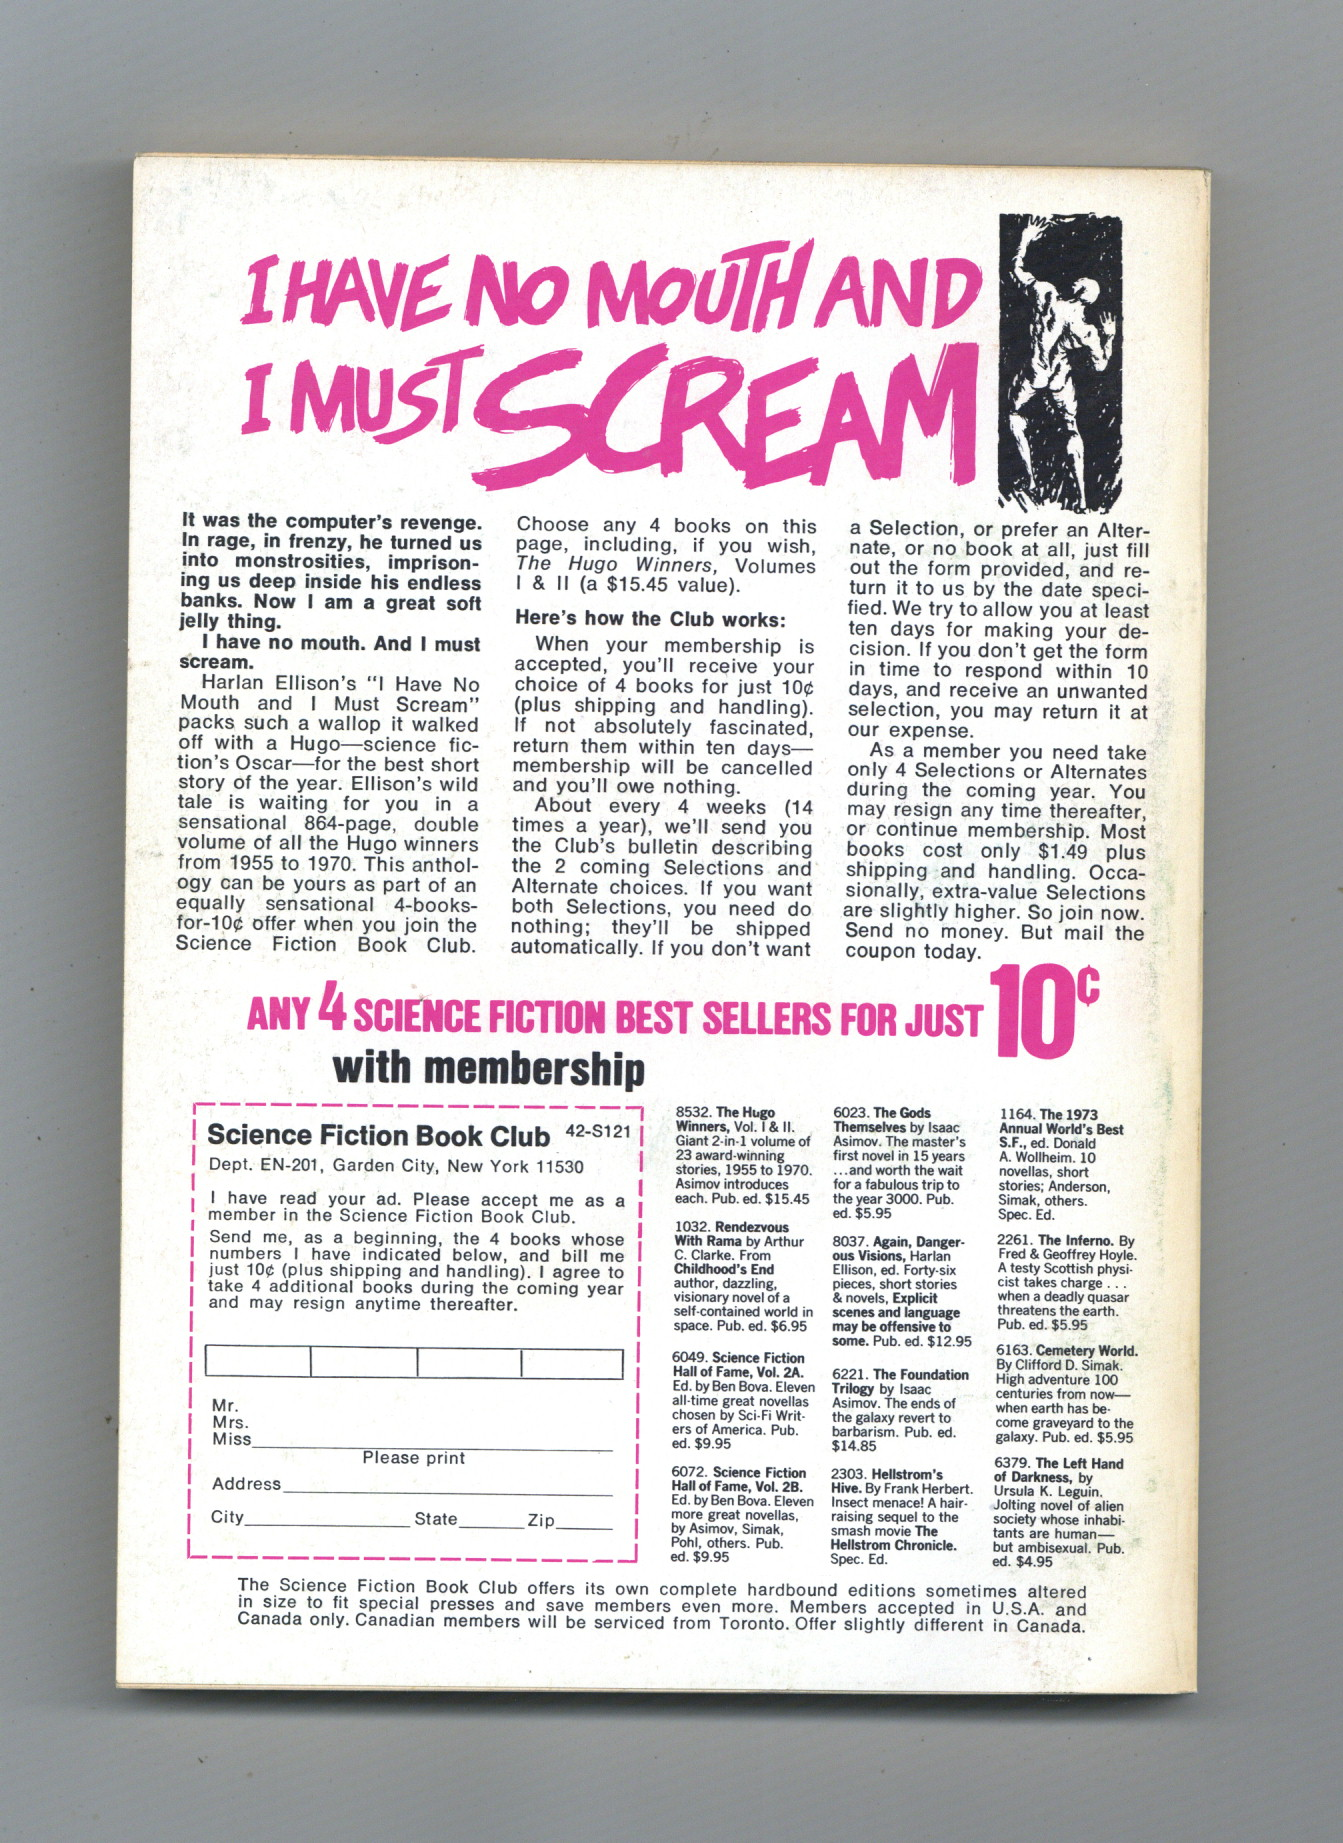 I HAVE NO MOUTH AND
I MUST SCREAM
It was the computer's revenge.
In rage, in frenzy, he turned us
into monstrosities, imprison-
ing us deep inside his endless
banks. Now I am a great soft
jelly thing.
I have no mouth. And I must
scream.
Harlan Ellison's "I Have No
Mouth and I Must Scream"
packs such a wallop it walked
off with a Hugo—science fic-
tion's Oscar—for the best short
story of the year. Ellison's wild
tale is waiting for you in a
sensational 864-page, double
volume of all the Hugo winners
from 1955 to 1970. This anthol-
ogy can be yours as part of an
equally sensational 4-books-
for-10¢ offer when you join the
Science Fiction Book Club.
Choose any 4 books on this
page, including, if you wish,
The Hugo Winners, Volumes
I & II (a $15.45 value).
Here's how the Club works:
When your membership is
accepted, you'll receive your
choice of 4 books for just 10¢
(plus shipping and handling).
If not absolutely fascinated,
return them within ten days—
membership will be cancelled
and you'll owe nothing.
About every 4 weeks (14
times a year), we'll send you
the Club's bulletin describing
the 2 coming Selections and
Alternate choices. If you want
both Selections, you need do
nothing; they'll be shipped
automatically. If you don't want
a Selection, or prefer an Alter-
nate, or no book at all, just fill
out the form provided, and re-
turn it to us by the date speci-
fied. We try to allow you at least
ten days for making your de-
cision. If you don't get the form
in time to respond within 10
days, and receive an unwanted
selection, you may return it at
our expense.
As a member you need take
only 4 Selections or Alternates
during the coming year. You
may resign any time thereafter,
or continue membership. Most
books cost only $1.49 plus
shipping and handling. Occa-
sionally, extra-value Selections
are slightly higher. So join now.
Send no money. But mail the
coupon today.
ANY 4 SCIENCE FICTION BEST SELLERS FOR JUST 10¢
with membership
Science Fiction Book Club 42-S121
Dept. EN-201, Garden City, New York 11530
I have read your ad. Please accept me as a
member in the Science Fiction Book Club.
Send me, as a beginning, the 4 books whose
numbers I have indicated below, and bill me
just 10¢ (plus shipping and handling). I agree to
take 4 additional books during the coming year
and may resign anytime thereafter.
Mr.
Mrs.
Miss
Please print
Address
City State Zip
8532. The Hugo
Winners, Vol. I & II.
Giant 2-in-1 volume of
23 award-winning
stories, 1955 to 1970.
Asimov introduces
each. Pub. ed. $15.45
1032. Rendezvous
With Rama by Arthur
C. Clarke. From
Childhood's End
author, dazzling,
visionary novel of a
self-contained world in
space. Pub. ed. $6.95
6049. Science Fiction
Hall of Fame, Vol. 2A.
Ed. by Ben Bova. Eleven
all-time great novellas
chosen by Sci-Fi Writ-
ers of America. Pub.
ed. $9.95
6072. Science Fiction
Hall of Fame, Vol. 2B.
Ed. by Ben Bova. Eleven
more great novellas,
by Asimov, Simak,
Pohl, others. Pub.
ed. $9.95
6023. The Gods
Themselves by Isaac
Asimov. The master's
first novel in 15 years
...and worth the wait
for a fabulous trip to
the year 3000. Pub.
ed. $5.95
8037. Again, Danger-
ous Visions, Harlan
Ellison, ed. Forty-six
pieces, short stories
& novels, Explicit
scenes and language
may be offensive to
some. Pub. ed. $12.95
6221. The Foundation
Trilogy by Isaac
Asimov. The ends of
the galaxy revert to
barbarism. Pub. ed.
$14.85
2303. Hellstrom's
Hive. By Frank Herbert.
Insect menace! A hair-
raising sequel to the
smash movie The
Hellstrom Chronicle.
Spec. Ed.
1164. The 1973
Annual World's Best
S.F., ed. Donald
A. Wollheim. 10
novellas, short
stories; Anderson,
Simak, others.
Spec. Ed.
2261. The Inferno. By
Fred & Geoffrey Hoyle.
A testy Scottish physi-
cist takes charge . . .
when a deadly quasar
threatens the earth.
Pub. ed. $5.95
6163. Cemetery World.
By Clifford D. Simak.
High adventure 100
centuries from now—
when earth has be-
come graveyard to the
galaxy. Pub. ed. $5.95
6379. The Left Hand
of Darkness, by
Ursula K. Leguin.
Jolting novel of alien
society whose inhabi-
tants are human—
but ambisexual. Pub.
ed. $4.95
The Science Fiction Book Club offers its own complete hardbound editions sometimes altered
in size to fit special presses and save members even more. Members accepted in U.S.A. and
Canada only. Canadian members will be serviced from Toronto. Offer slightly different in Canada.